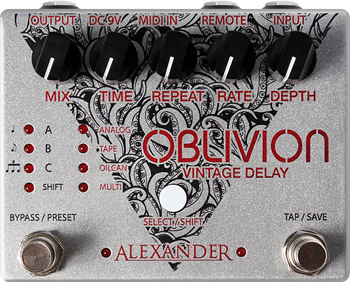 OUTPUT DC 9V MIDI IN REMOTE INPUT
MIX TIME REPEAT RATE DEPTH
A ANALOG
B TAPE
C OILCAN
SHIFT MULTI
OBLIVION
VINTAGE DELAY
SELECT/SHIFT
BYPASS / PRESET TAP / SAVE
ALEXANDER